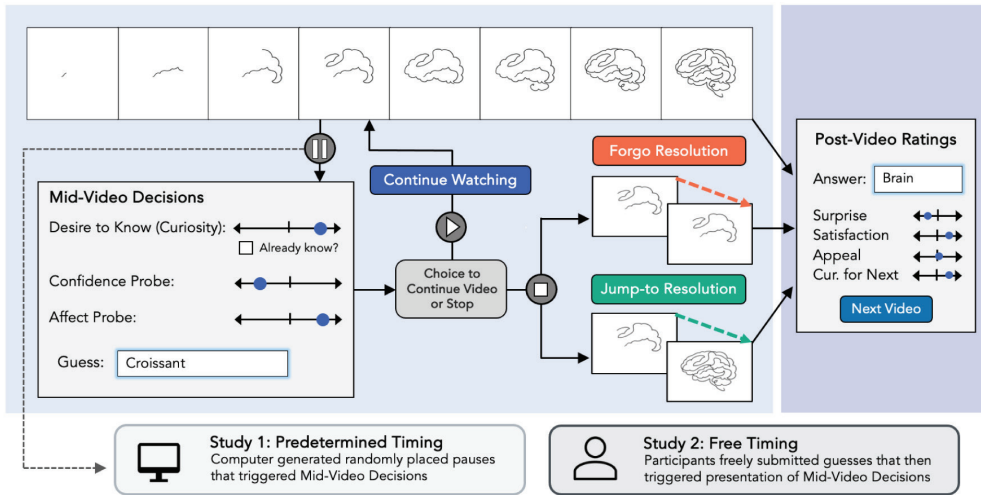 Mid-Video Decisions
Desire to Know (Curiosity):
Already know?
Confidence Probe:
Affect Probe:
Guess: Croissant
Continue Watching
Choice to
Continue Video
or Stop
Forgo Resolution
Jump-to Resolution
Post-Video Ratings
Answer: Brain
Surprise
Satisfaction
Appeal
Cur. for Next
Next Video
Study 1: Predetermined Timing
Computer generated randomly placed pauses
that triggered Mid-Video Decisions
Study 2: Free Timing
Participants freely submitted guesses that then
triggered presentation of Mid-Video Decisions